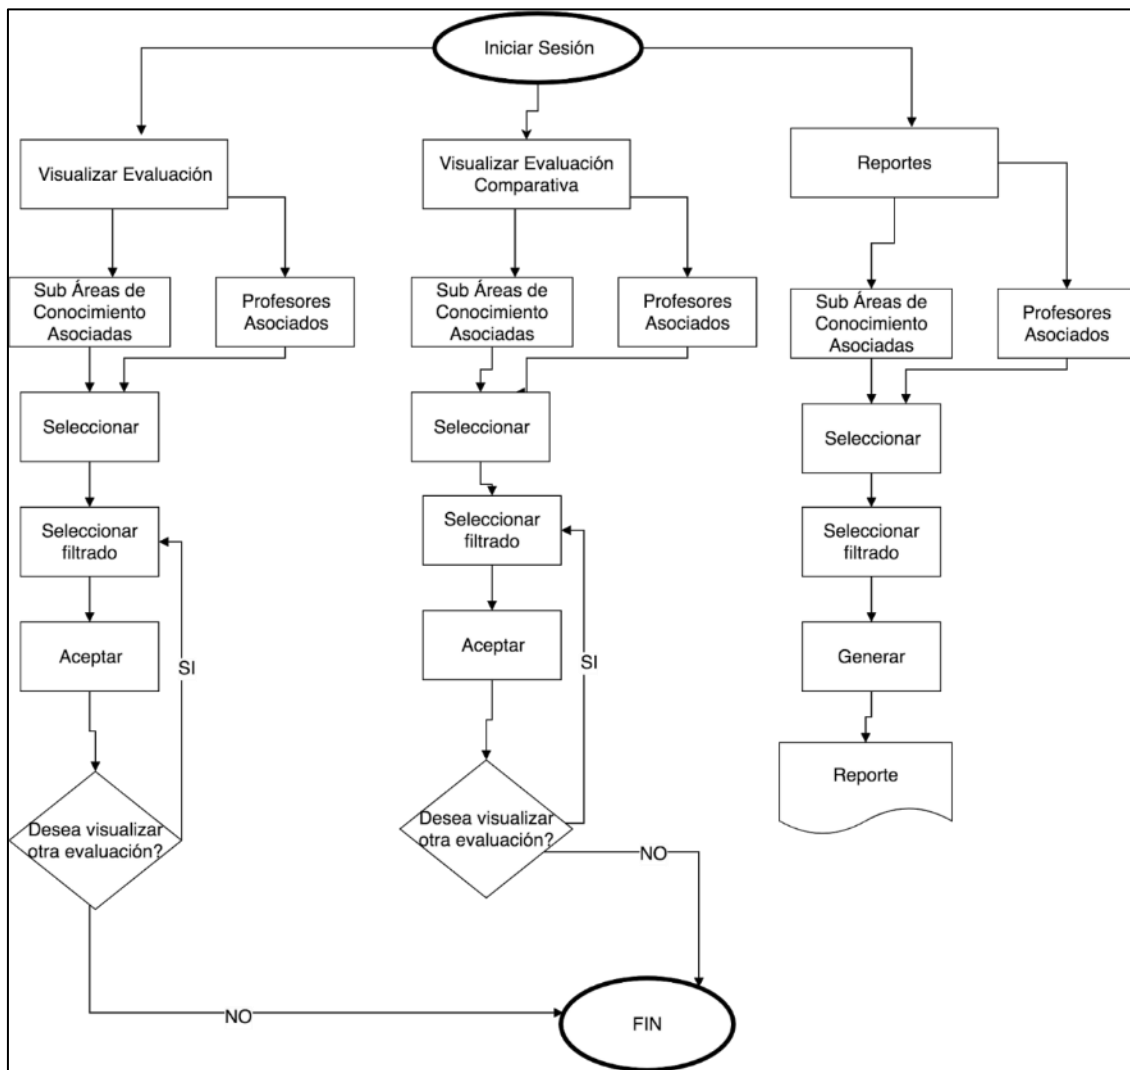 Iniciar Sesión
Visualizar Evaluación
Visualizar Evaluación
Comparativa
Reportes
Sub Áreas de
Conocimiento
Asociadas
Profesores
Asociados
Sub Áreas de
Conocimiento
Asociadas
Profesores
Asociados
Sub Áreas de
Conocimiento
Asociadas
Profesores
Asociados
Seleccionar
Seleccionar
Seleccionar
Seleccionar
filtrado
Seleccionar
filtrado
Seleccionar
filtrado
Aceptar
Aceptar
Generar
SI
SI
Reporte
Desea visualizar
otra evaluación?
Desea visualizar
otra evaluación?
NO
NO
FIN